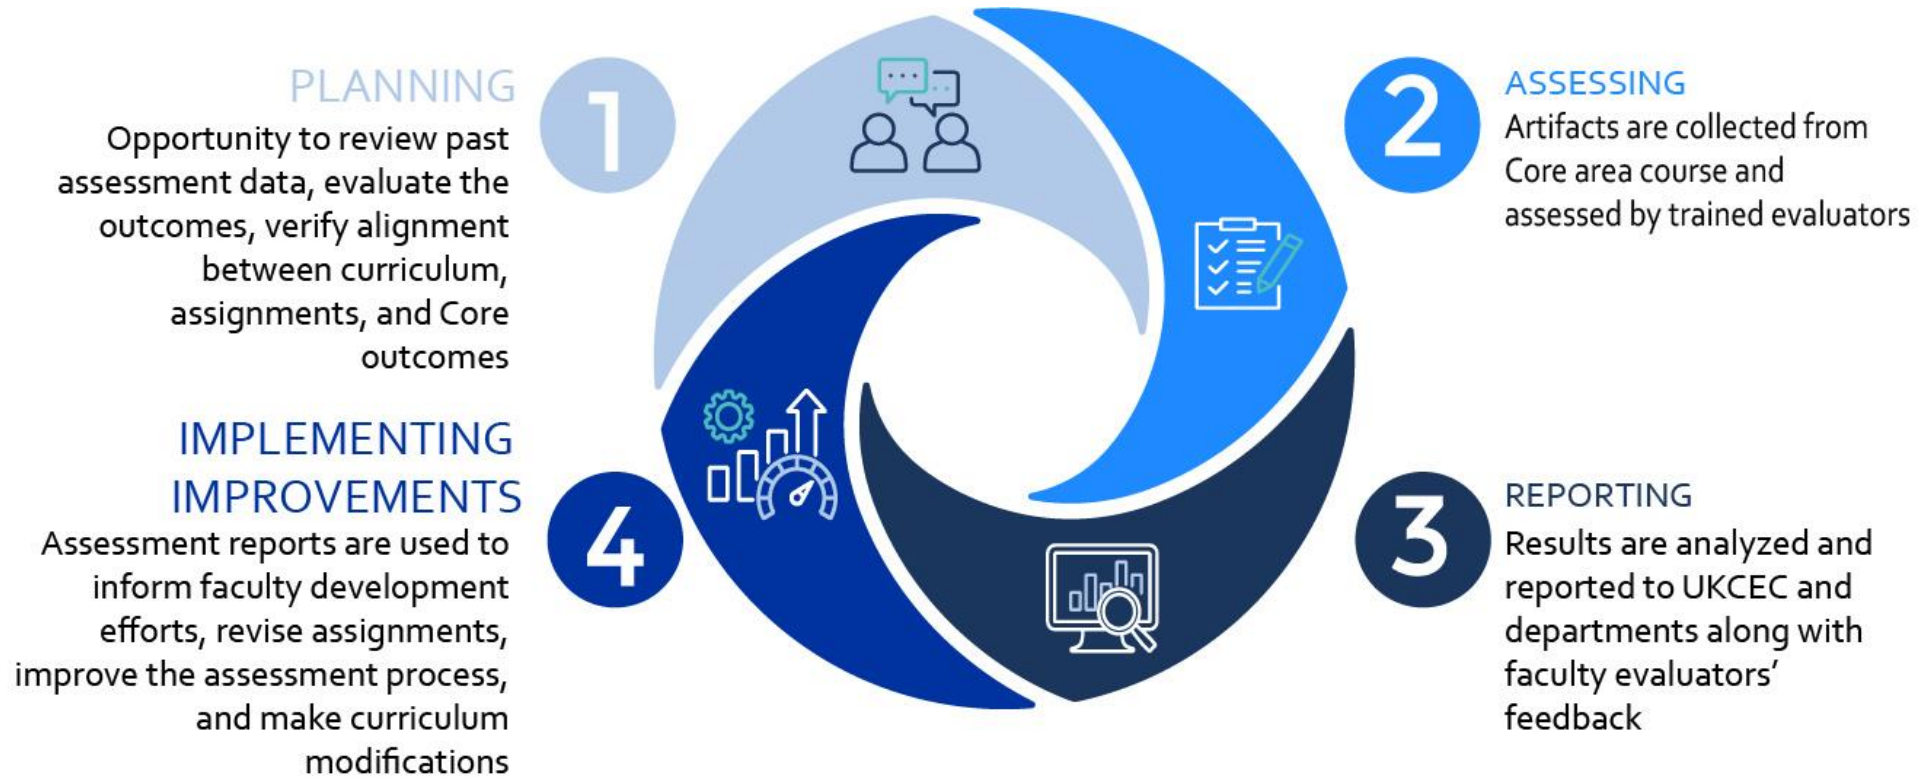 1
PLANNING
Opportunity to review past
assessment data, evaluate the
outcomes, verify alignment
between curriculum,
assignments, and Core
outcomes
2
ASSESSING
Artifacts are collected from
Core area course and
assessed by trained evaluators
3
REPORTING
Results are analyzed and
reported to UKCEC and
departments along with
faculty evaluators’
feedback
4
IMPLEMENTING
IMPROVEMENTS
Assessment reports are used to
inform faculty development
efforts, revise assignments,
improve the assessment process,
and make curriculum
modifications